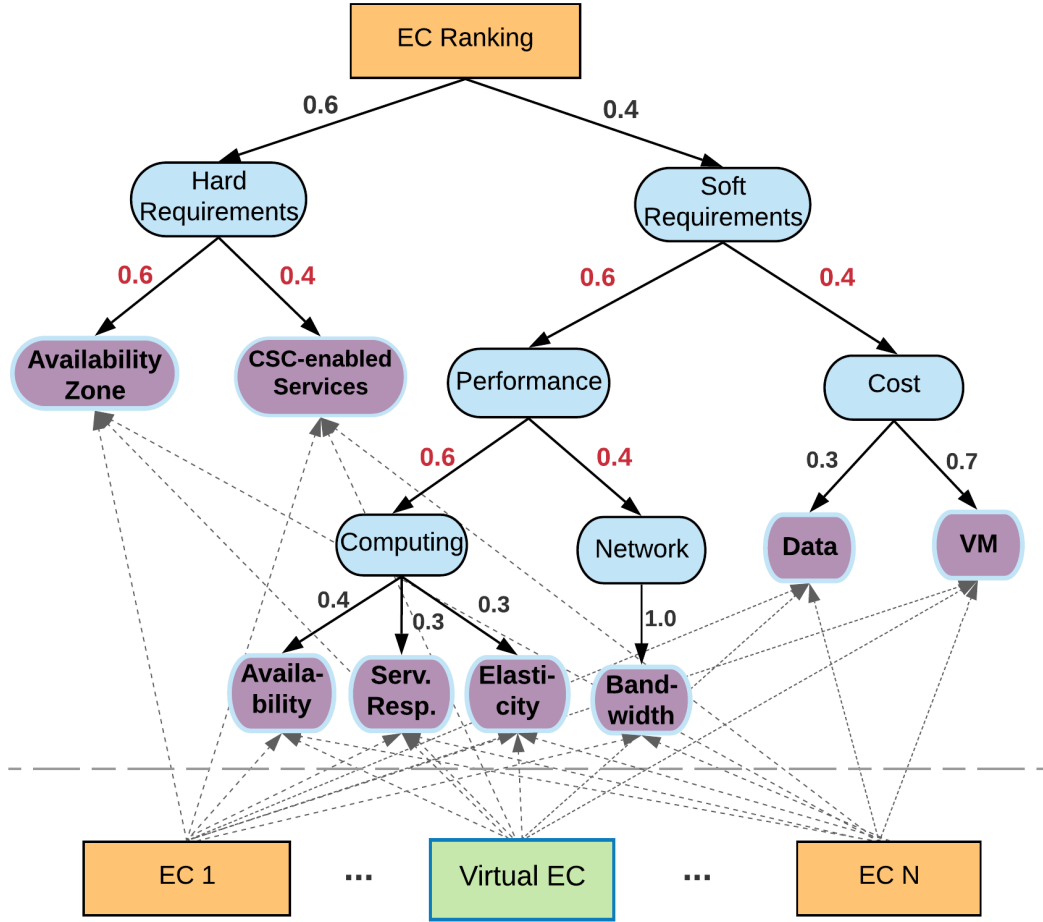 EC Ranking
0.6
0.4
Hard
Requirements
Soft
Requirements
0.6
0.4
0.6
0.4
Availability
Zone
CSC-enabled
Services
Performance
Cost
0.6
0.4
0.3
0.7
Computing
Network
Data
VM
0.4
0.3
0.3
1.0
Availa-
bility
Serv.
Resp.
Elasti-
city
Band-
width
EC 1
...
Virtual EC
...
EC N